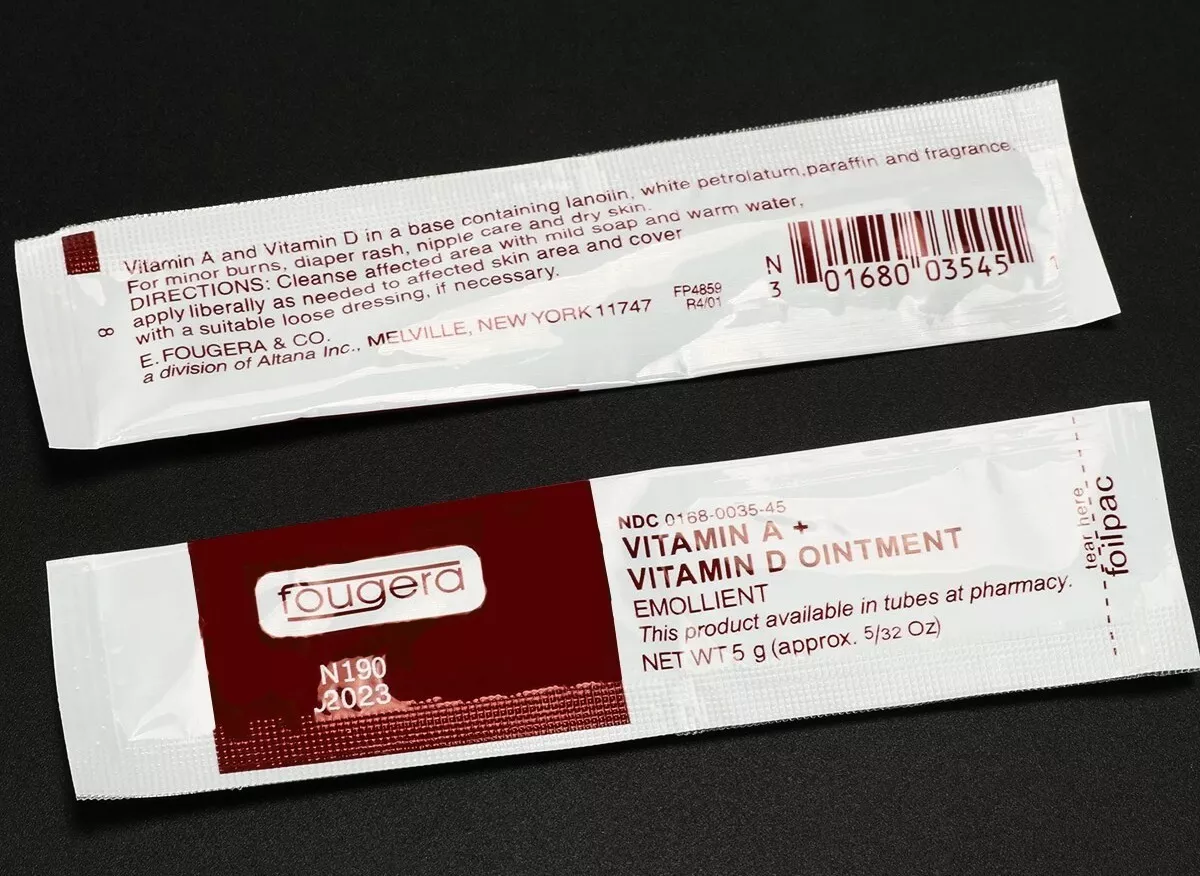 Vitamin A and Vitamin D in a base containing lanolin, white petrolatum, paraffin and fragrance.
For minor burns, diaper rash, nipple care and dry skin.
DIRECTIONS: Cleanse affected area with mild soap and warm water,
apply liberally as needed to affected skin area and cover
with a suitable loose dressing, if necessary.
E. FOUGERA & CO.
a division of Altana Inc., MELVILLE, NEW YORK 11747
FP4859
R4/01
8
N
3
01680 03545
1
fougera
N190
2023
NDC 0168-0035-45
VITAMIN A +
VITAMIN D OINTMENT
EMOLLIENT
This product available in tubes at pharmacy.
NET WT 5 g (approx. 5/32 Oz)
tear here
foilpac